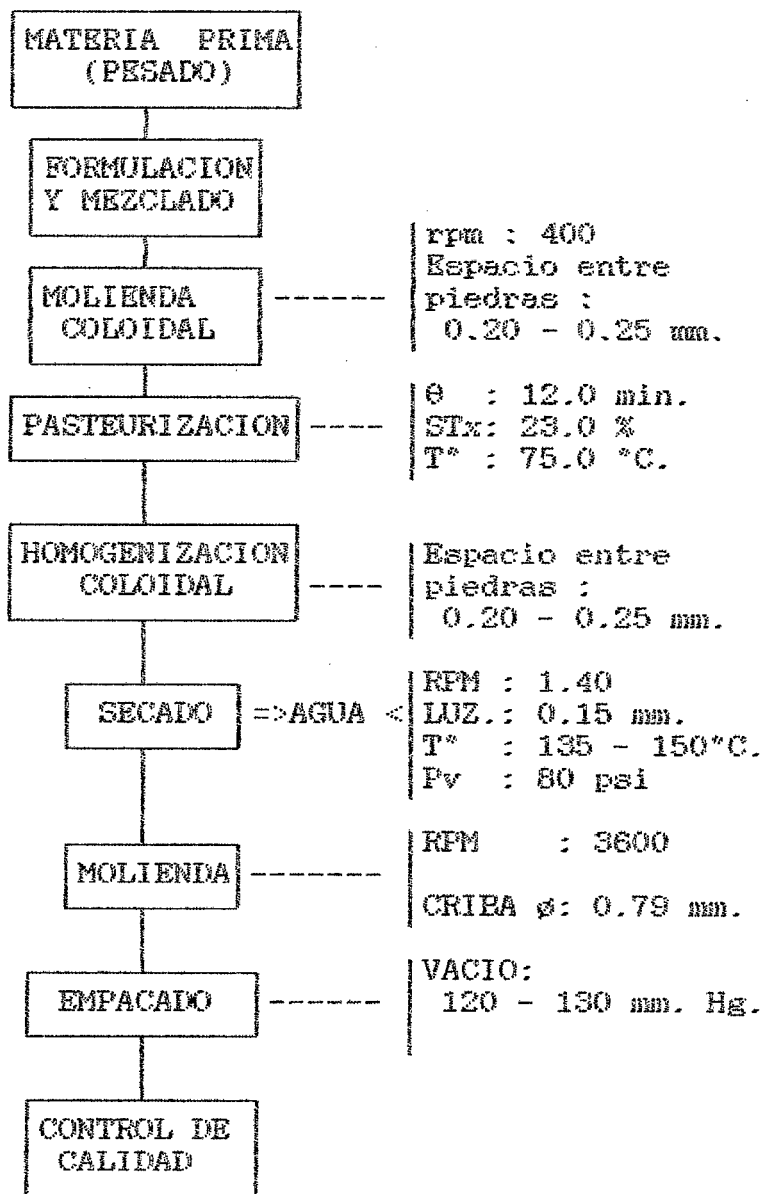 MATERIA PRIMA
(PESADO)
FORMULACION
Y MEZCLADO
MOLIENDA
COLOIDAL
-----
rpm : 400
Espacio entre
piedras :
0.20 - 0.25 mm.
PASTEURIZACION
----
θ : 12.0 min.
STx: 23.0 %
T° : 75.0 °C.
HOMOGENIZACION
COLOIDAL
----
Espacio entre
piedras :
0.20 - 0.25 mm.
SECADO
=>AGUA <
RPM : 1.40
LUZ.: 0.15 mm.
T° : 135 - 150°C.
Pv : 80 psi
MOLIENDA
-------
RPM : 3600
CRIBA ø: 0.79 mm.
EMPACADO
------
VACIO:
120 - 130 mm. Hg.
CONTROL DE
CALIDAD